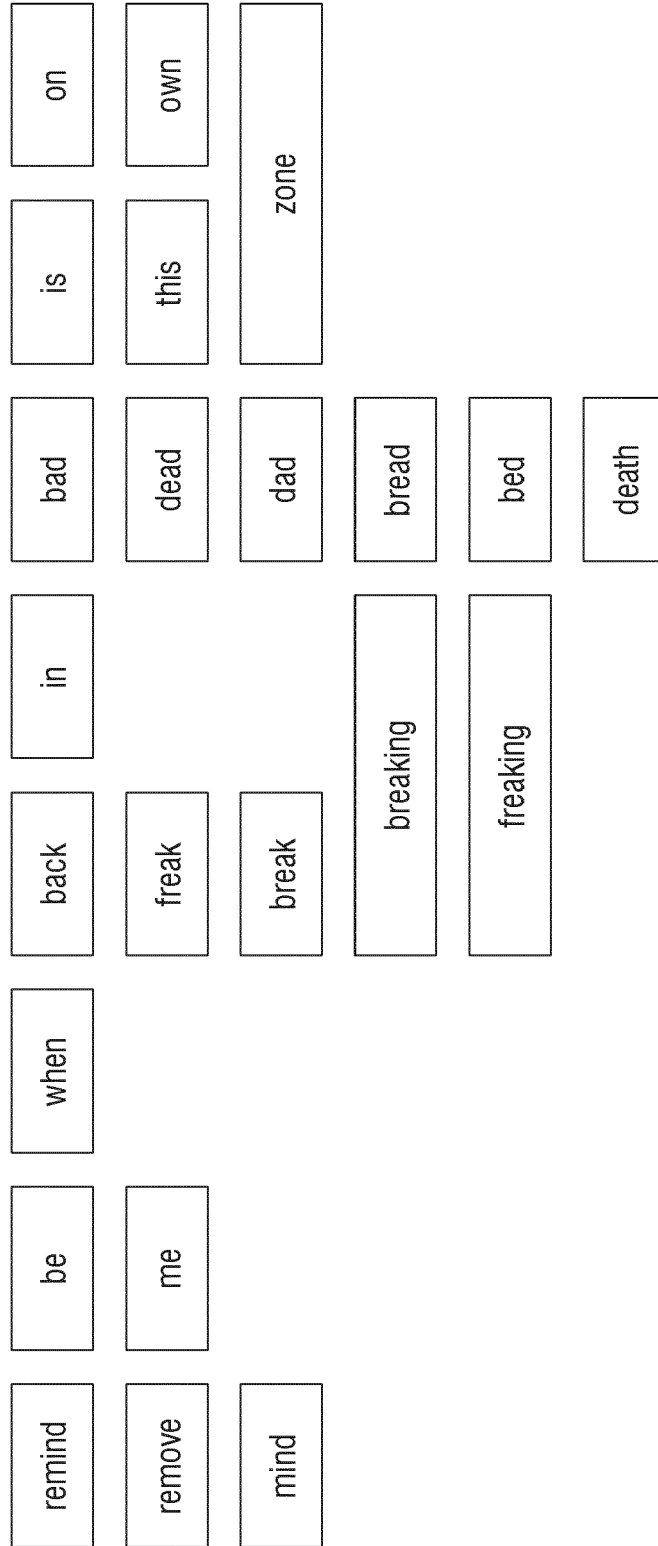 remind be when back in bad is on
remove me freak dead this own
mind break dad zone
breaking bread
freaking bed
death